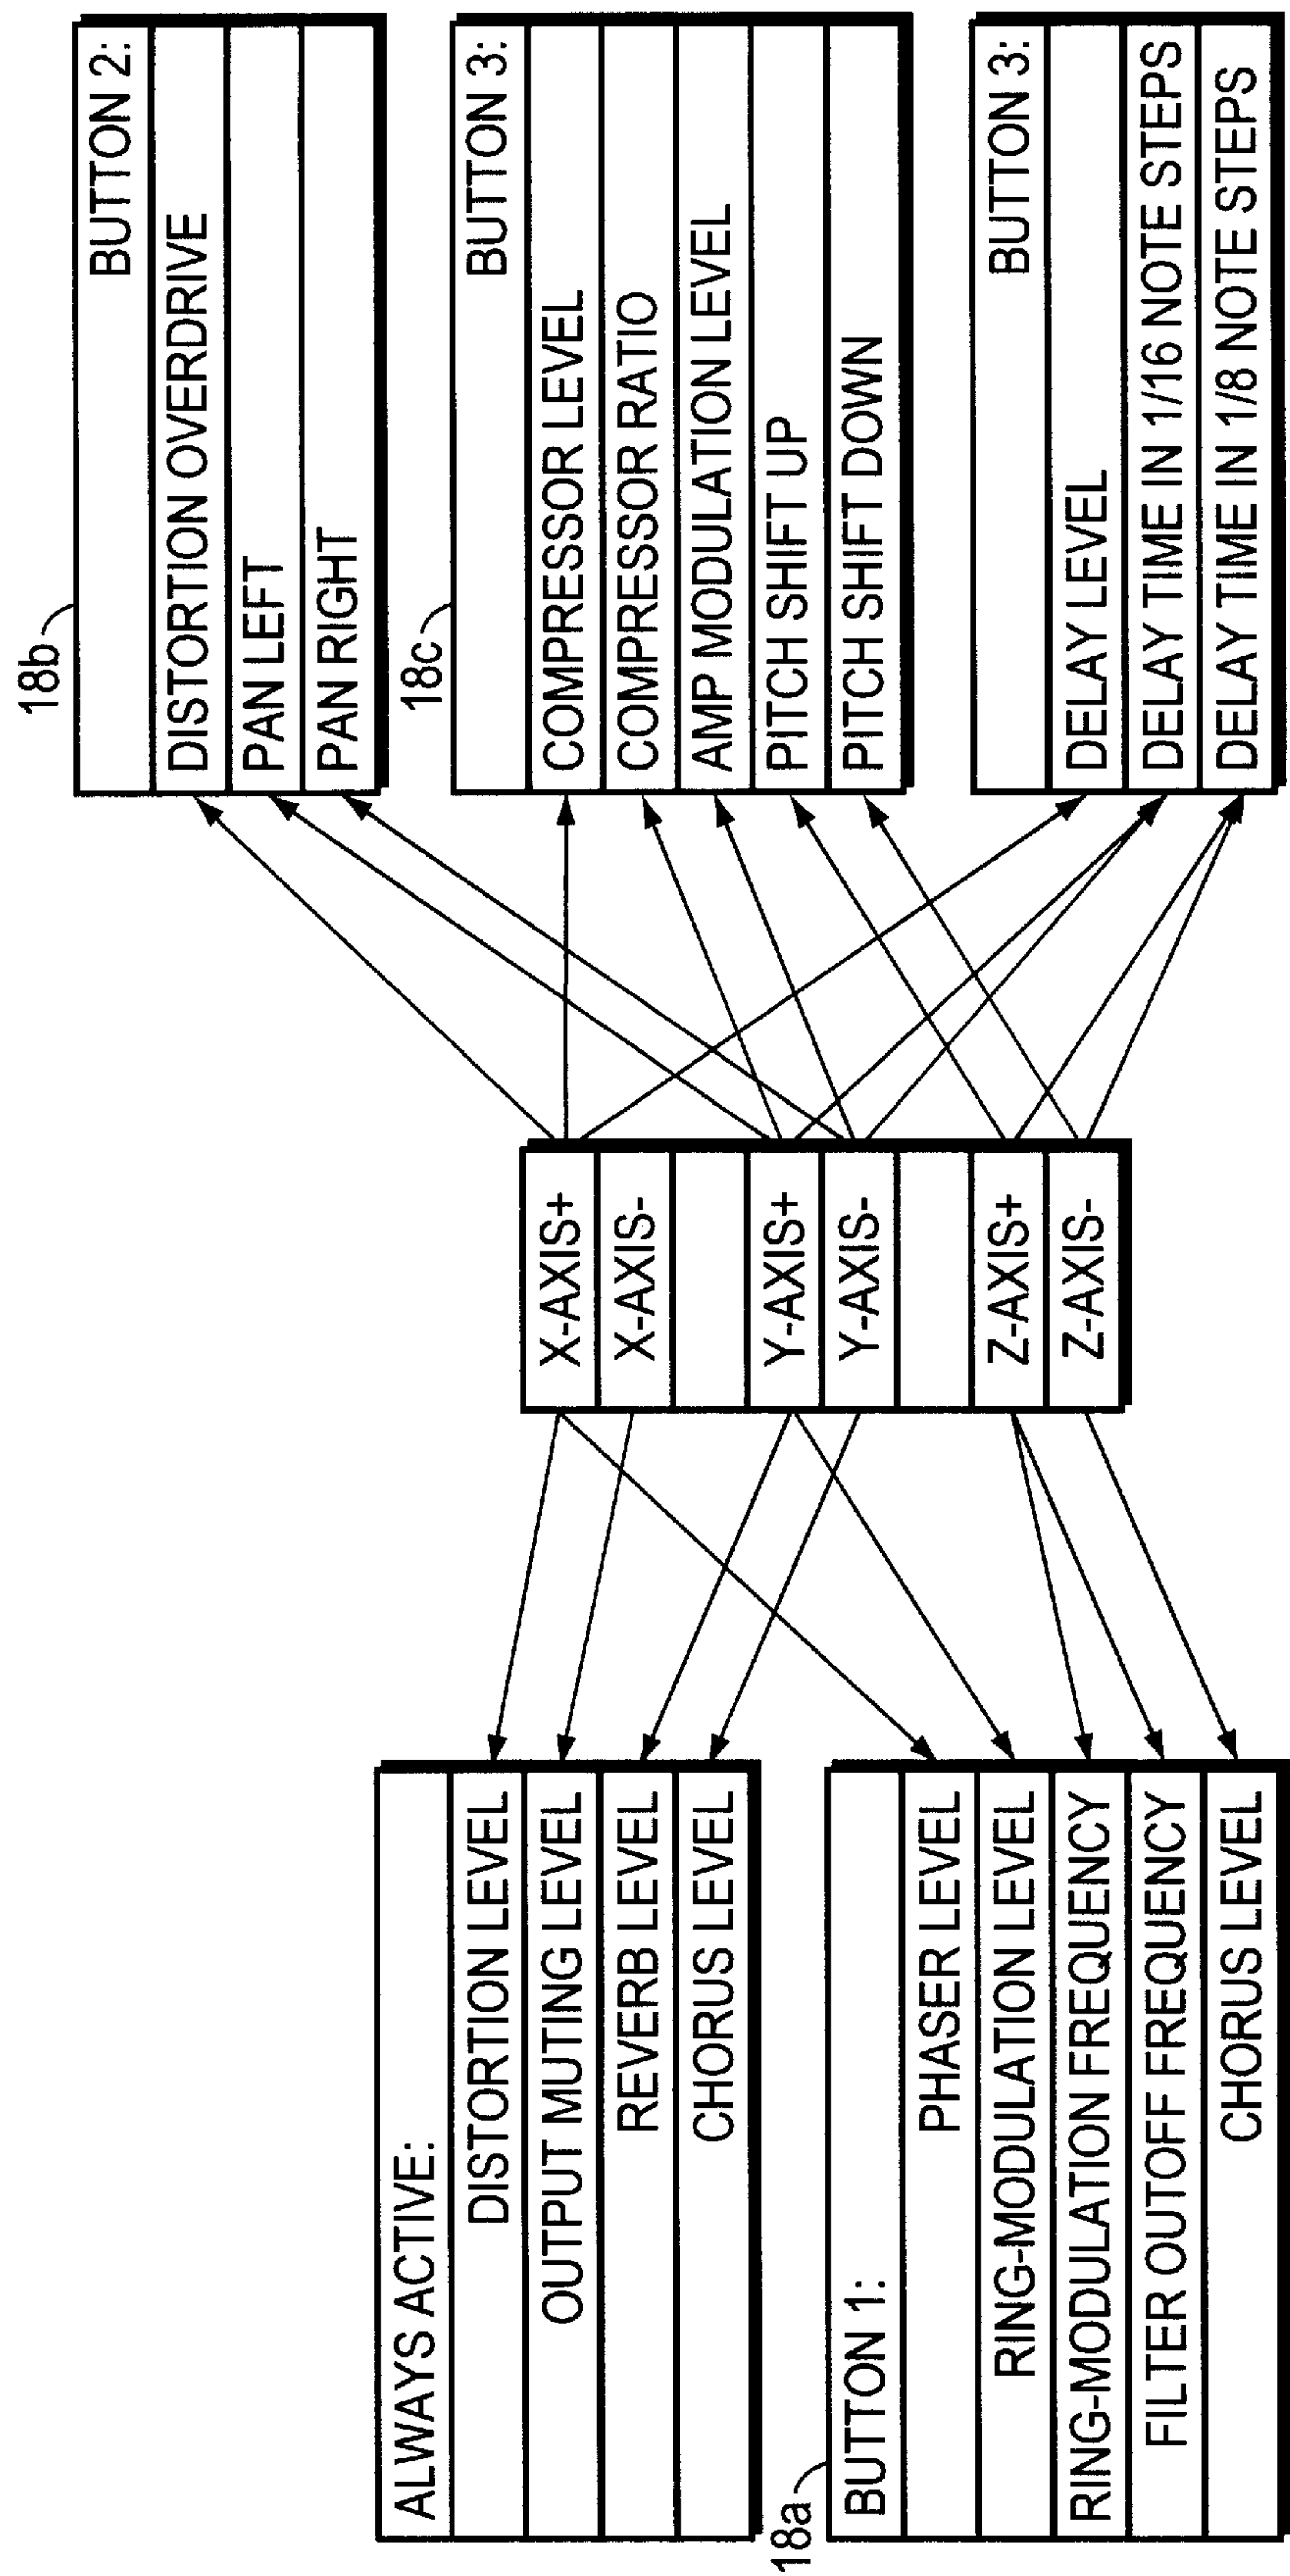 ALWAYS ACTIVE:
DISTORTION LEVEL
OUTPUT MUTING LEVEL
REVERB LEVEL
CHORUS LEVEL
18a
BUTTON 1:
PHASER LEVEL
RING-MODULATION LEVEL
RING-MODULATION FREQUENCY
FILTER OUTOFF FREQUENCY
CHORUS LEVEL
X-AXIS+
X-AXIS-
Y-AXIS+
Y-AXIS-
Z-AXIS+
Z-AXIS-
18b
BUTTON 2:
DISTORTION OVERDRIVE
PAN LEFT
PAN RIGHT
18c
BUTTON 3:
COMPRESSOR LEVEL
COMPRESSOR RATIO
AMP MODULATION LEVEL
PITCH SHIFT UP
PITCH SHIFT DOWN
BUTTON 3:
DELAY LEVEL
DELAY TIME IN 1/16 NOTE STEPS
DELAY TIME IN 1/8 NOTE STEPS